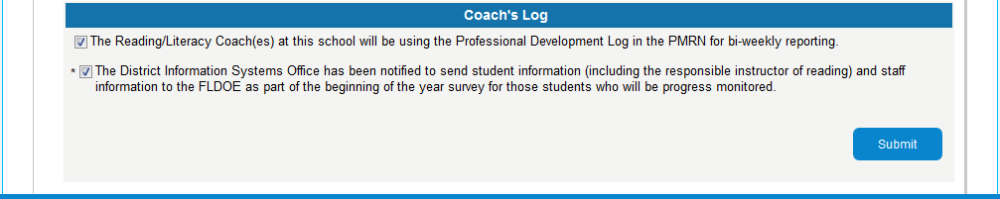 Coach's Log
The Reading/Literacy Coach(es) at this school will be using the Professional Development Log in the PMRN for bi-weekly reporting.
* The District Information Systems Office has been notified to send student information (including the responsible instructor of reading) and staff
information to the FLDOE as part of the beginning of the year survey for those students who will be progress monitored.
Submit